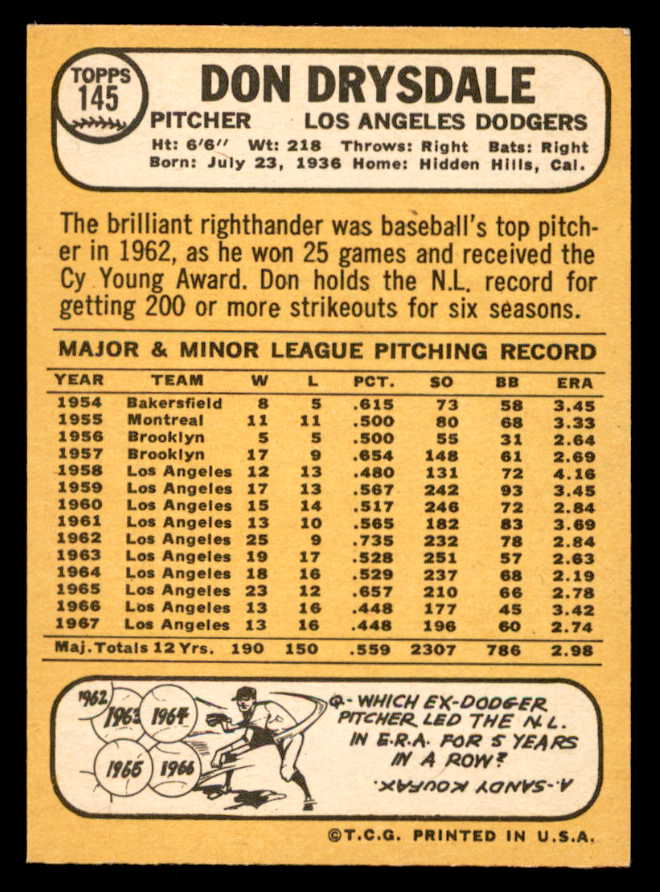 TOPPS
145
DON DRYSDALE
PITCHER LOS ANGELES DODGERS
Ht: 6'6" Wt: 218 Throws: Right Bats: Right
Born: July 23, 1936 Home: Hidden Hills, Cal.
The brilliant righthander was baseball's top pitch-
er in 1962, as he won 25 games and received the
Cy Young Award. Don holds the N.L. record for
getting 200 or more strikeouts for six seasons.
MAJOR & MINOR LEAGUE PITCHING RECORD
YEAR TEAM W L PCT. SO BB ERA
1954 Bakersfield 8 5 .615 73 58 3.45
1955 Montreal 11 11 .500 80 68 3.33
1956 Brooklyn 5 5 .500 55 31 2.64
1957 Brooklyn 17 9 .654 148 61 2.69
1958 Los Angeles 12 13 .480 131 72 4.16
1959 Los Angeles 17 13 .567 242 93 3.45
1960 Los Angeles 15 14 .517 246 72 2.84
1961 Los Angeles 13 10 .565 182 83 3.69
1962 Los Angeles 25 9 .735 232 78 2.84
1963 Los Angeles 19 17 .528 251 57 2.63
1964 Los Angeles 18 16 .529 237 68 2.19
1965 Los Angeles 23 12 .657 210 66 2.78
1966 Los Angeles 13 16 .448 177 45 3.42
1967 Los Angeles 13 16 .448 196 60 2.74
Maj. Totals 12 Yrs. 190 150 .559 2307 786 2.98
1962
1963 1964
1965 1966
Q.- WHICH EX-DODGER
PITCHER LED THE N.L.
IN E.R.A. FOR 5 YEARS
IN A ROW?
A.-SANDY KOUFAX.
©T.C.G. PRINTED IN U.S.A.